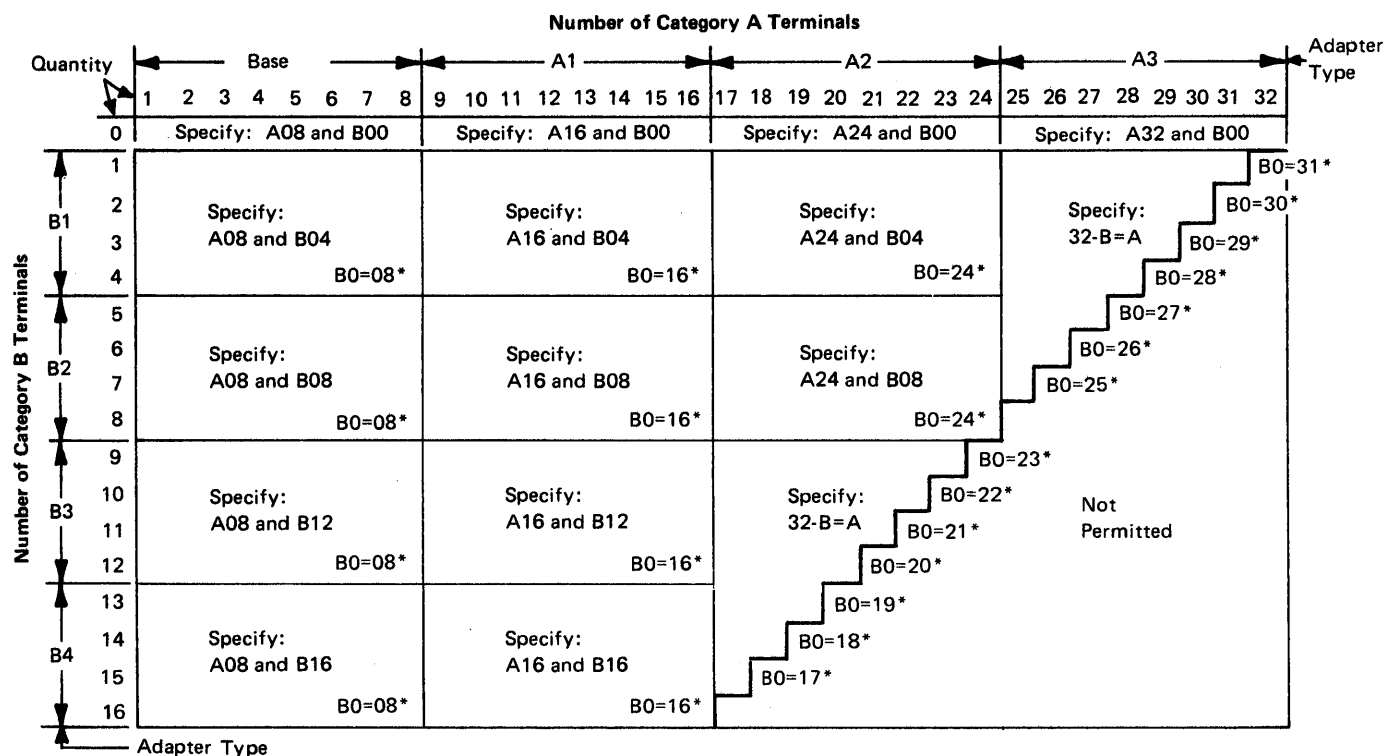 Number of Category A Terminals
Quantity Base A1 A2 A3 Adapter Type
1 2 3 4 5 6 7 8 9 10 11 12 13 14 15 16 17 18 19 20 21 22 23 24 25 26 27 28 29 30 31 32
0 Specify: A08 and B00 Specify: A16 and B00 Specify: A24 and B00 Specify: A32 and B00
Number of Category B Terminals
B1
1
2
3
4
Specify:
A08 and B04
B0=08*
Specify:
A16 and B04
B0=16*
Specify:
A24 and B04
B0=24*
Specify:
32-B=A
B0=31*
B0=30*
B0=29*
B0=28*
B2
5
6
7
8
Specify:
A08 and B08
B0=08*
Specify:
A16 and B08
B0=16*
Specify:
A24 and B08
B0=24*
B0=27*
B0=26*
B0=25*
B3
9
10
11
12
Specify:
A08 and B12
B0=08*
Specify:
A16 and B12
B0=16*
Specify:
32-B=A
B0=23*
B0=22*
B0=21*
B0=20*
Not
Permitted
B4
13
14
15
16
Specify:
A08 and B16
B0=08*
Specify:
A16 and B16
B0=16*
B0=19*
B0=18*
B0=17*
Adapter Type